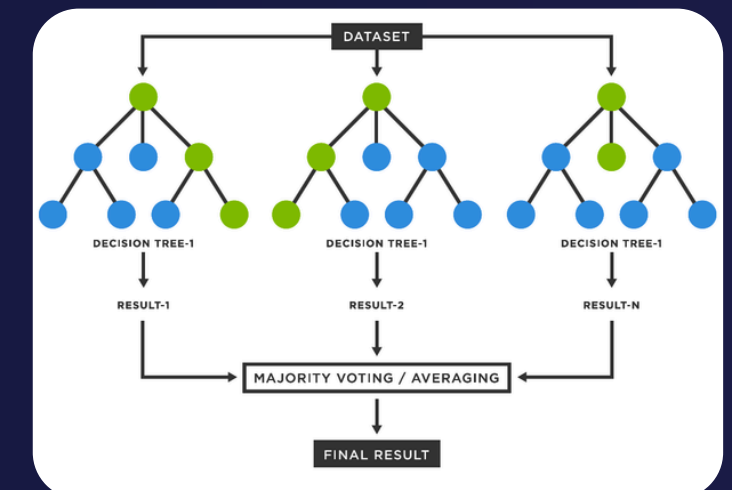 DATASET
DECISION TREE-1
DECISION TREE-1
DECISION TREE-1
RESULT-1
RESULT-2
RESULT-N
MAJORITY VOTING / AVERAGING
FINAL RESULT